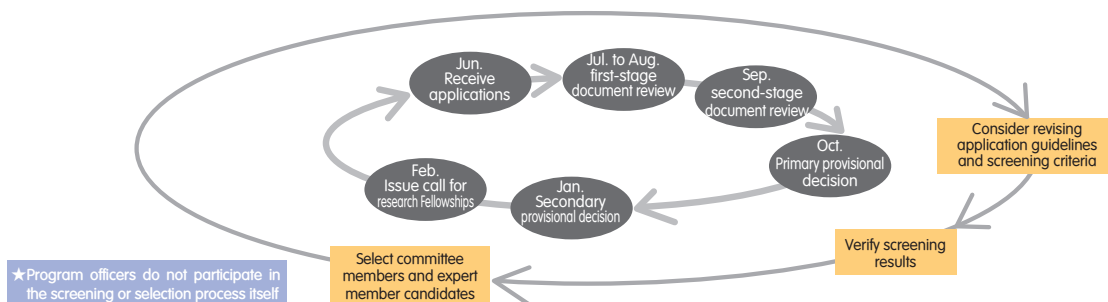 Jun.
Receive
applications
Jul. to Aug.
first-stage
document review
Sep.
second-stage
document review
Oct.
Primary provisional
decision
Jan.
Secondary
provisional decision
Feb.
Issue call for
research Fellowships
Consider revising
application guidelines
and screening criteria
Verify screening
results
Select committee
members and expert
member candidates
★Program officers do not participate in
the screening or selection process itself